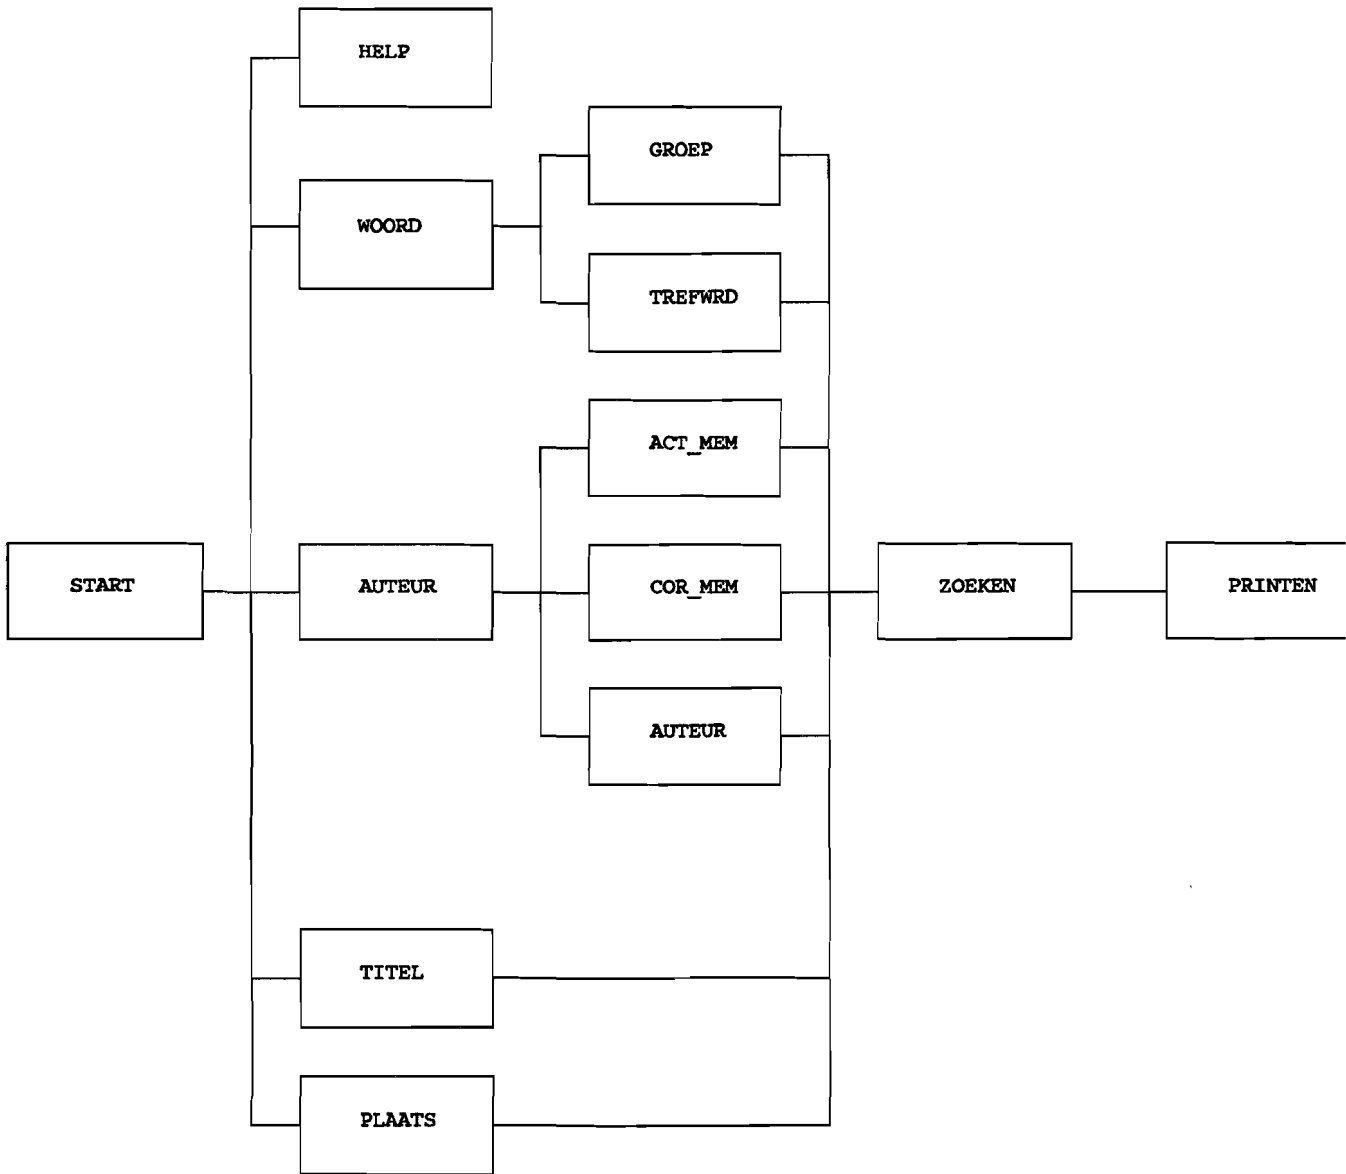 HELP
GROEP
WOORD
TREFWRD
ACT_MEM
START
AUTEUR
COR_MEM
ZOEKEN
PRINTEN
AUTEUR
TITEL
PLAATS